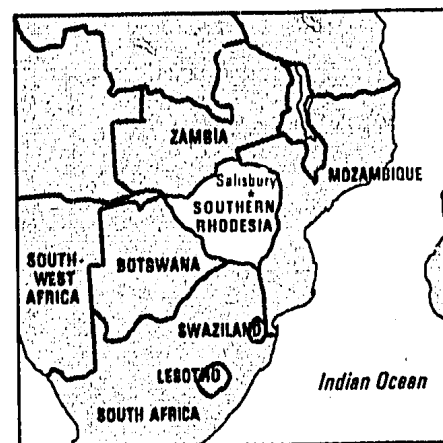 ZAMBIA
Salisbury
SOUTHERN
RHODESIA
MOZAMBIQUE
SOUTH-
WEST
AFRICA
BOTSWANA
SWAZILAND
LESOTHO
Indian Ocean
SOUTH AFRICA